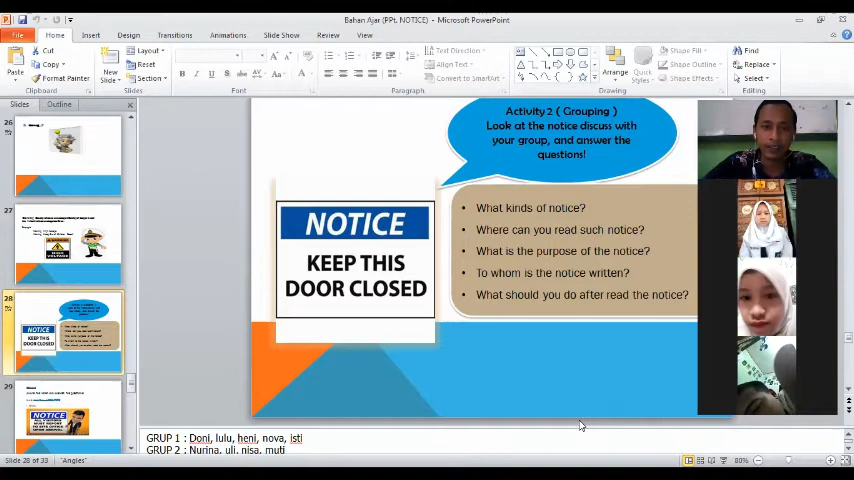 Bahan Ajar (PPt. NOTICE) - Microsoft PowerPoint
File Home Insert Design Transitions Animations Slide Show Review View
Cut
Copy
Format Painter
Paste
Clipboard
New
Slide
Layout
Reset
Section
Slides
Font
Paragraph
Text Direction
Align Text
Convert to SmartArt
Drawing
Arrange
Quick
Styles
Shape Fill
Shape Outline
Shape Effects
Find
Replace
Select
Editing
Slides Outline
26
27
28
29
NOTICE
KEEP THIS
DOOR CLOSED
NOTICE
Activity 2 ( Grouping )
Look at the notice discuss with
your group, and answer the
questions!
NOTICE
KEEP THIS
DOOR CLOSED
• What kinds of notice?
• Where can you read such notice?
• What is the purpose of the notice?
• To whom is the notice written?
• What should you do after read the notice?
GRUP 1 : Doni, lulu, heni, nova, isti
GRUP 2 : Nurina, uli, nisa, muti
Slide 28 of 33 "Angles"
80%